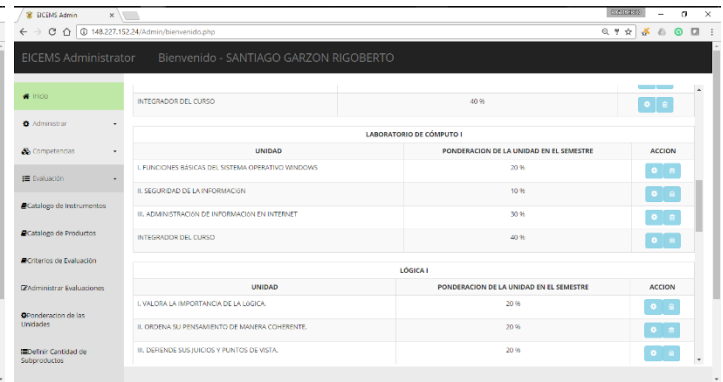 EICEMS Admin
148.227.152.24/Admin/bienvenido.php
EICEMS Administrator Bienvenido - SANTIAGO GARZON RIGOBERTO
Inicio
Administrar
Competencias
Evaluación
Catalogo de Instrumentos
Catalogo de Productos
Criterios de Evaluación
Administrar Evaluaciones
Ponderacion de las
Unidades
Definir Cantidad de
Subproductos
INTEGRADOR DEL CURSO 40 %
LABORATORIO DE CÓMPUTO I
UNIDAD PONDERACION DE LA UNIDAD EN EL SEMESTRE ACCION
I. FUNCIONES BÁSICAS DEL SISTEMA OPERATIVO WINDOWS 20 %
II. SEGURIDAD DE LA INFORMACIóN 10 %
III. ADMINISTRACIóN DE INFORMACIóN EN INTERNET 30 %
INTEGRADOR DEL CURSO 40 %
LÓGICA I
UNIDAD PONDERACION DE LA UNIDAD EN EL SEMESTRE ACCION
I. VALORA LA IMPORTANCIA DE LA LóGICA. 20 %
II. ORDENA SU PENSAMIENTO DE MANERA COHERENTE. 20 %
III. DEFIENDE SUS JUICIOS Y PUNTOS DE VISTA. 20 %